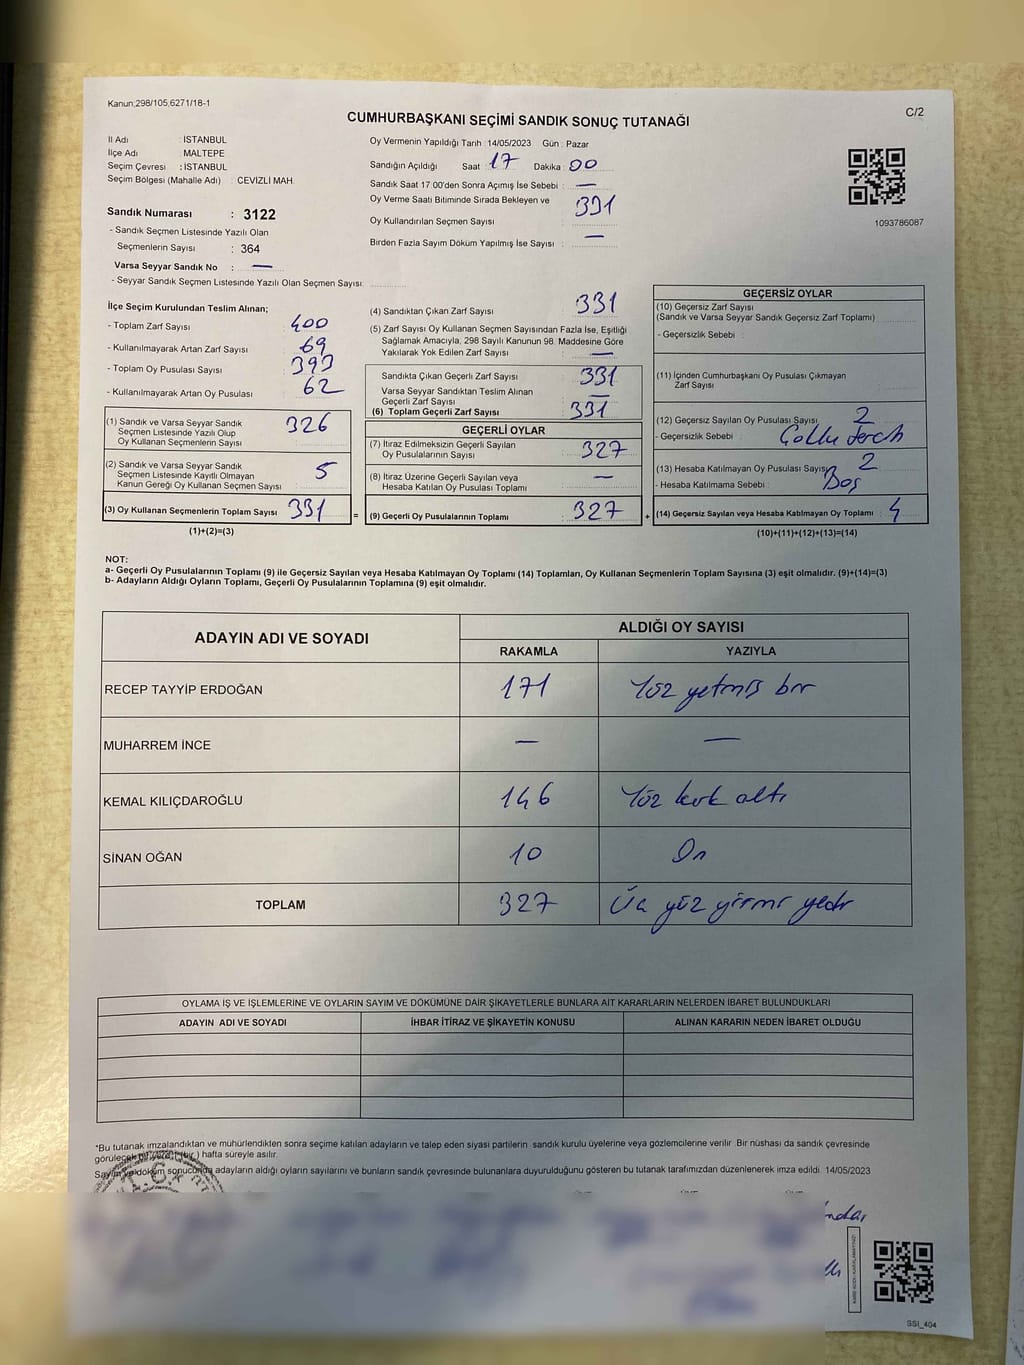 Kanun;298/105,6271/18-1
C/2
CUMHURBAŞKANI SEÇİMİ SANDIK SONUÇ TUTANAĞI
İl Adı : İSTANBUL
İlçe Adı : MALTEPE
Seçim Çevresi : İSTANBUL
Seçim Bölgesi (Mahalle Adı) : CEVİZLİ MAH.
Sandık Numarası : 3122
- Sandık Seçmen Listesinde Yazılı Olan
Seçmenlerin Sayısı : 364
Varsa Seyyar Sandık No : —
- Seyyar Sandık Seçmen Listesinde Yazılı Olan Seçmen Sayısı:
Oy Vermenin Yapıldığı Tarih :14/05/2023 Gün : Pazar
Sandığın Açıldığı Saat : 17 Dakika : 00
Sandık Saat 17:00'den Sonra Açımış İse Sebebi : —
Oy Verme Saati Bitiminde Sırada Bekleyen ve
Oy Kullandırılan Seçmen Sayısı : 331
Birden Fazla Sayım Döküm Yapılmış İse Sayısı : —
1093786087
İlçe Seçim Kurulundan Teslim Alınan;
- Toplam Zarf Sayısı : 400
- Kullanılmayarak Artan Zarf Sayısı : 69
- Toplam Oy Pusulası Sayısı : 393
- Kullanılmayarak Artan Oy Pusulası : 62
(1) Sandık ve Varsa Seyyar Sandık
Seçmen Listesinde Yazılı Olup
Oy Kullanan Seçmenlerin Sayısı : 326
(2) Sandık ve Varsa Seyyar Sandık
Seçmen Listesinde Kayıtlı Olmayan
Kanun Gereği Oy Kullanan Seçmen Sayısı : 5
(3) Oy Kullanan Seçmenlerin Toplam Sayısı : 331
(1)+(2)=(3)
(4) Sandıktan Çıkan Zarf Sayısı : 331
(5) Zarf Sayısı Oy Kullanan Seçmen Sayısından Fazla İse, Eşitliği
Sağlamak Amacıyla, 298 Sayılı Kanunun 98. Maddesine Göre
Yakılarak Yok Edilen Zarf Sayısı : —
Sandıkta Çıkan Geçerli Zarf Sayısı : 331
Varsa Seyyar Sandıktan Teslim Alınan
Geçerli Zarf Sayısı : —
(6) Toplam Geçerli Zarf Sayısı : 331
GEÇERLİ OYLAR
(7) İtiraz Edilmeksizin Geçerli Sayılan
Oy Pusulalarının Sayısı : 327
(8) İtiraz Üzerine Geçerli Sayılan veya
Hesaba Katılan Oy Pusulası Toplamı : —
= (9) Geçerli Oy Pusulalarının Toplamı : 327 +
GEÇERSİZ OYLAR
(10) Geçersiz Zarf Sayısı
(Sandık ve Varsa Seyyar Sandık Geçersiz Zarf Toplamı) :
- Geçersizlik Sebebi :
(11) İçinden Cumhurbaşkanı Oy Pusulası Çıkmayan
Zarf Sayısı :
(12) Geçersiz Sayılan Oy Pusulası Sayısı : 2
- Geçersizlik Sebebi :
(13) Hesaba Katılmayan Oy Pusulası Sayısı : 2
- Hesaba Katılmama Sebebi : Boş
(14) Geçersiz Sayılan veya Hesaba Katılmayan Oy Toplamı : 4
(10)+(11)+(12)+(13)=(14)
NOT:
a- Geçerli Oy Pusulalarının Toplamı (9) ile Geçersiz Sayılan veya Hesaba Katılmayan Oy Toplamı (14) Toplamları, Oy Kullanan Seçmenlerin Toplam Sayısına (3) eşit olmalıdır. (9)+(14)=(3)
b- Adayların Aldığı Oyların Toplamı, Geçerli Oy Pusulalarının Toplamına (9) eşit olmalıdır.
ADAYIN ADI VE SOYADI ALDIĞI OY SAYISI
RAKAMLA YAZIYLA
RECEP TAYYİP ERDOĞAN 171 Yüz yetmiş bir
MUHARREM İNCE — —
KEMAL KILIÇDAROĞLU 146 Yüz kırk altı
SİNAN OĞAN 10 On
TOPLAM 327 Üç yüz yirmi yedi
OYLAMA İŞ VE İŞLEMLERİNE VE OYLARIN SAYIM VE DÖKÜMÜNE DAİR ŞİKAYETLERLE BUNLARA AİT KARARLARIN NELERDEN İBARET BULUNDUKLARI
ADAYIN ADI VE SOYADI İHBAR İTİRAZ VE ŞİKAYETİN KONUSU ALINAN KARARIN NEDEN İBARET OLDUĞU
*Bu tutanak imzalandıktan ve mühürlendikten sonra seçime katılan adayların ve talep eden siyasi partilerin sandık kurulu üyelerine veya gözlemcilerine verilir. Bir nüshası da sandık çevresinde
görülecek bir yere 1 (bir) hafta süreyle asılır.
Sayım ve döküm sonucunda adayların aldığı oyların sayılarını ve bunların sandık çevresinde bulunanlara duyurulduğunu gösteren bu tutanak tarafımızdan düzenlenerek imza edildi. 14/05/2023
T.C.
SSİ_404